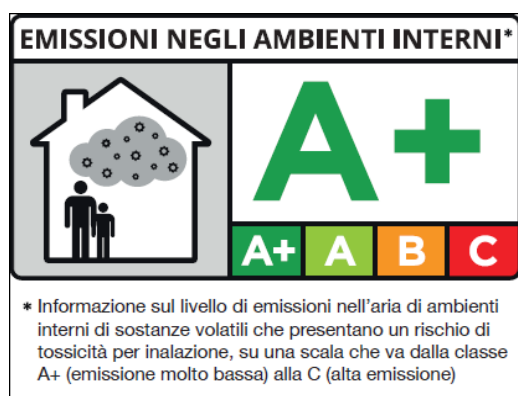 EMISSIONI NEGLI AMBIENTI INTERNI*
A+
A+ A B C
* Informazione sul livello di emissioni nell'aria di ambienti
interni di sostanze volatili che presentano un rischio di
tossicità per inalazione, su una scala che va dalla classe
A+ (emissione molto bassa) alla C (alta emissione)